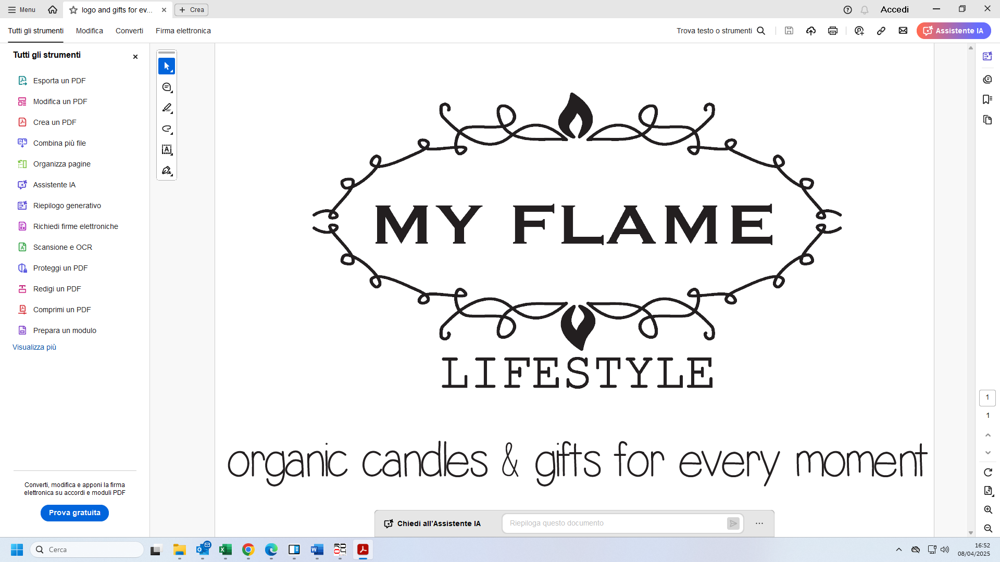 Menu
logo and gifts for ev...
Crea
Accedi
Tutti gli strumenti
Modifica
Converti
Firma elettronica
Trova testo o strumenti
Assistente IA
Tutti gli strumenti
Esporta un PDF
Modifica un PDF
Crea un PDF
Combina più file
Organizza pagine
Assistente IA
Riepilogo generativo
Richiedi firme elettroniche
Scansione e OCR
Proteggi un PDF
Redigi un PDF
Comprimi un PDF
Prepara un modulo
Visualizza più
Converti, modifica e apponi la firma
elettronica su accordi e moduli PDF
Prova gratuita
MY FLAME
LIFESTYLE
organic candles & gifts for every moment
Chiedi all'Assistente IA
Riepiloga questo documento
1
1
Cerca
16:52
08/04/2025